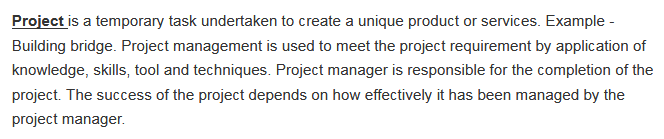 Project is a temporary task undertaken to create a unique product or services. Example -
Building bridge. Project management is used to meet the project requirement by application of
knowledge, skills, tool and techniques. Project manager is responsible for the completion of the
project. The success of the project depends on how effectively it has been managed by the
project manager.